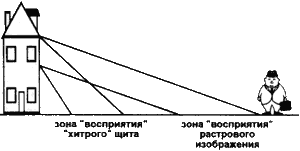 зона "восприятия"
"хитрого" щита
зона "восприятия"
растрового
изображения